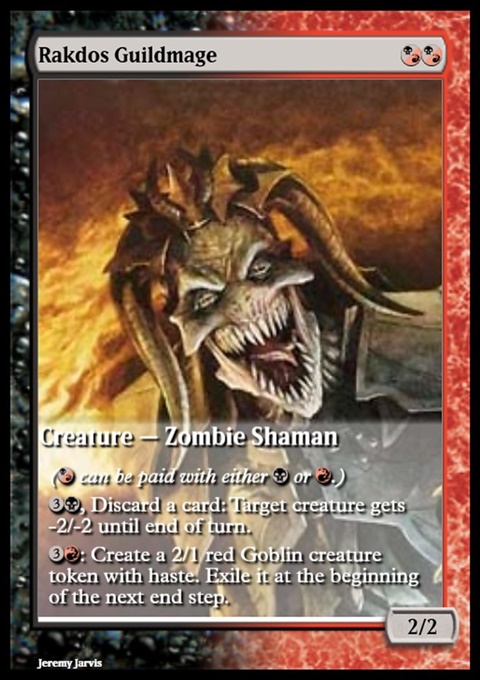 Rakdos Guildmage
Creature — Zombie Shaman
( can be paid with either or .)
3, Discard a card: Target creature gets
-2/-2 until end of turn.
3: Create a 2/1 red Goblin creature
token with haste. Exile it at the beginning
of the next end step.
2/2
Jeremy Jarvis